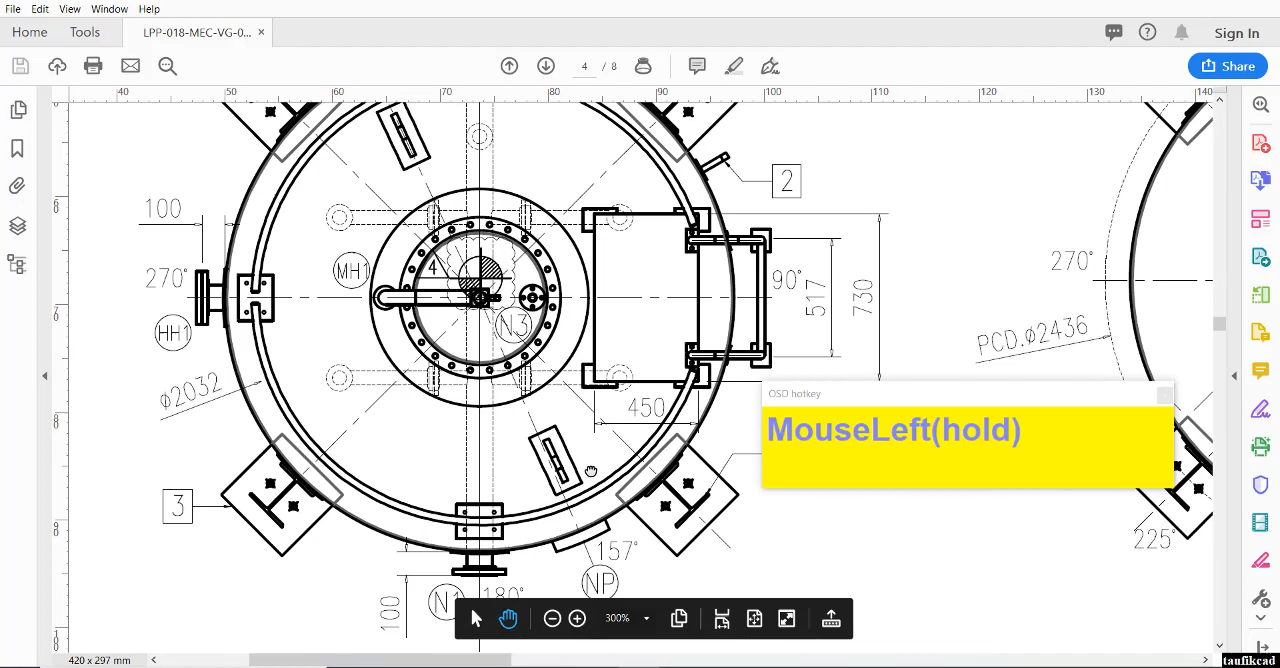 File Edit View Window Help
Home Tools LPP-018-MEC-VG-0... × Sign In
4 / 8 Share
40 50 60 70 80 90 100 110 120 130 140
100
2
270°
MH1
4
90°
517
730
270°
HH1
N3
PCD.ø2436
ø2032
450
OSD hotkey
MouseLeft(hold)
3
157°
225°
NP
N1 180°
100
300%
420 x 297 mm
taufikcad